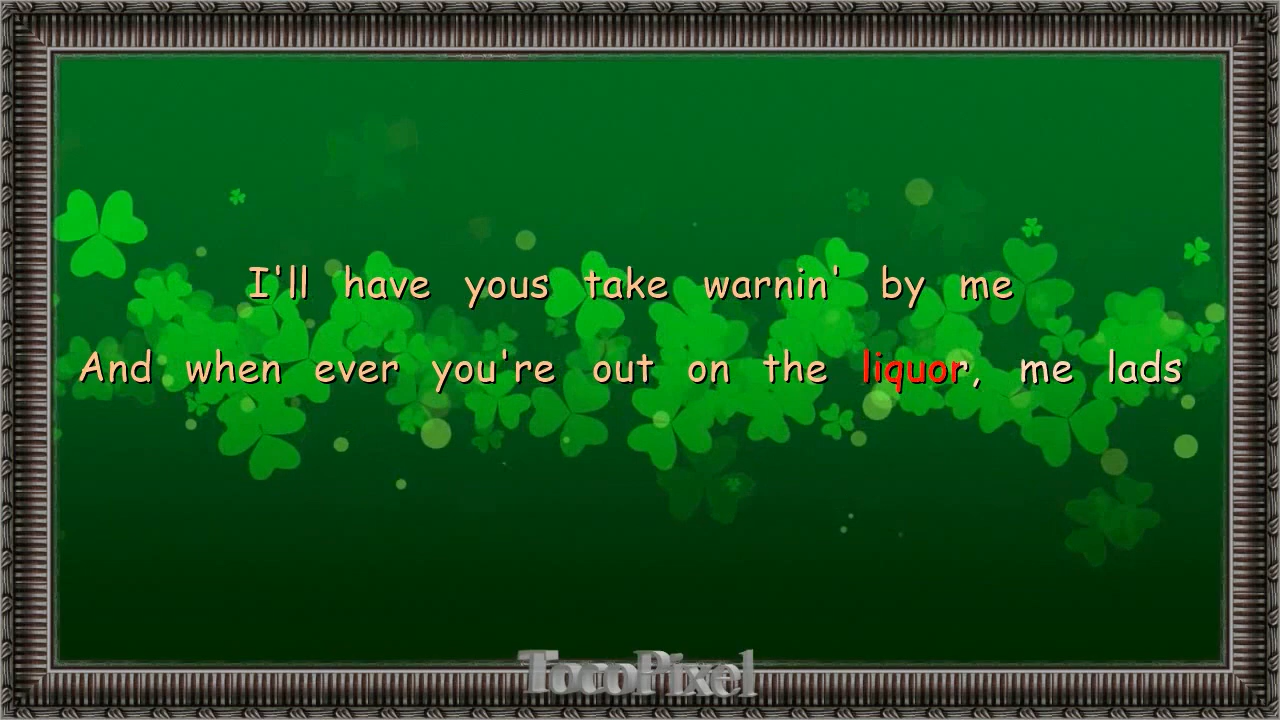 I'll have yous take warnin' by me
And when ever you're out on the liquor, me lads
TocoPixel